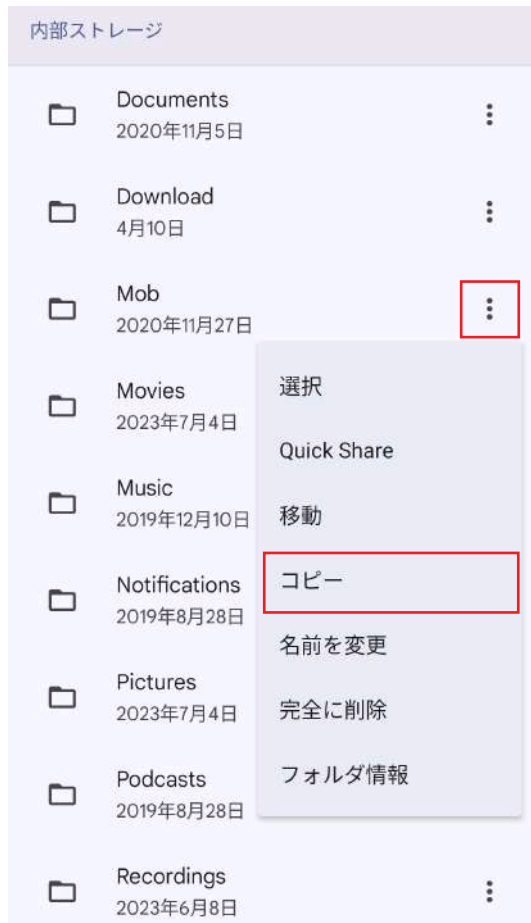 内部ストレージ
Documents
2020年11月5日
Download
4月10日
Mob
2020年11月27日
Movies
2023年7月4日
Music
2019年12月10日
Notifications
2019年8月28日
Pictures
2023年7月4日
Podcasts
2019年8月28日
Recordings
2023年6月8日
選択
Quick Share
移動
コピー
名前を変更
完全に削除
フォルダ情報